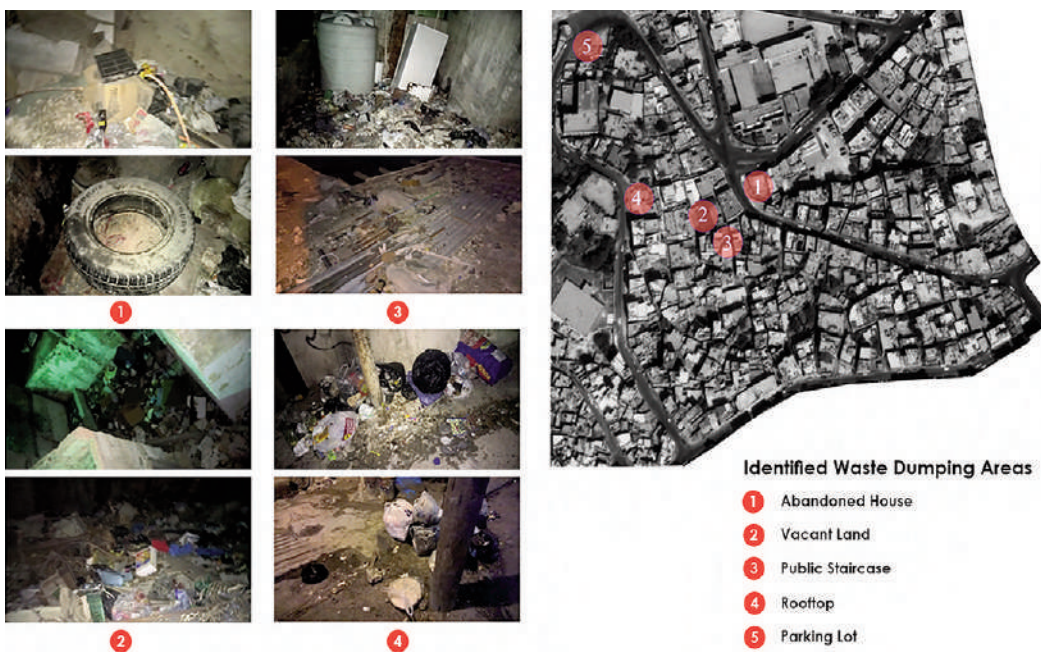 1
3
2
4
5
4
1
2
3
Identified Waste Dumping Areas
1 Abandoned House
2 Vacant Land
3 Public Staircase
4 Rooftop
5 Parking Lot